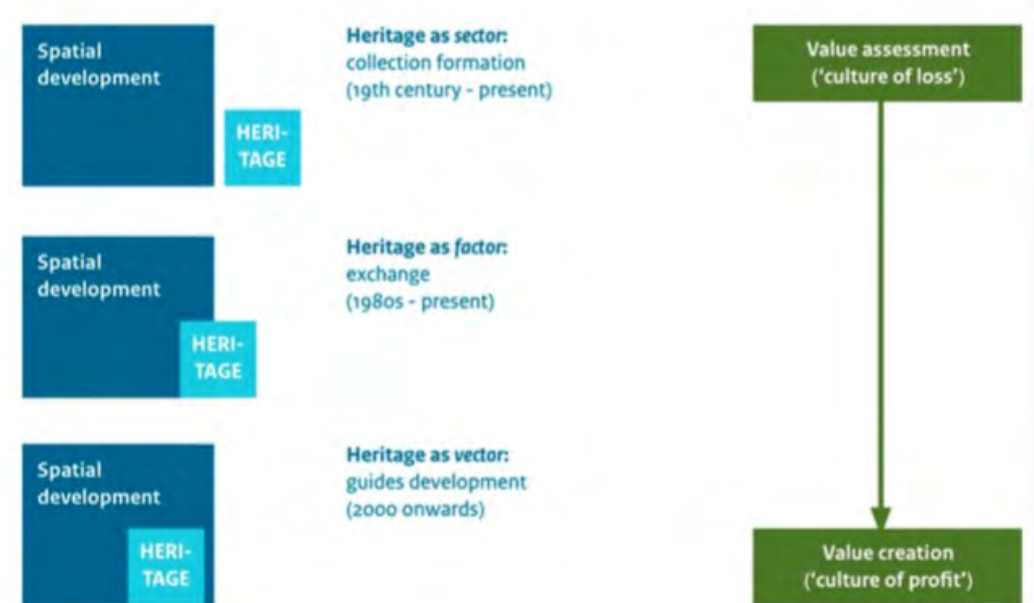 Spatial
development
HERI-
TAGE
Heritage as sector:
collection formation
(19th century - present)
Value assessment
('culture of loss')
Spatial
development
HERI-
TAGE
Heritage as factor:
exchange
(1980s - present)
Spatial
development
HERI-
TAGE
Heritage as vector:
guides development
(2000 onwards)
Value creation
('culture of profit')